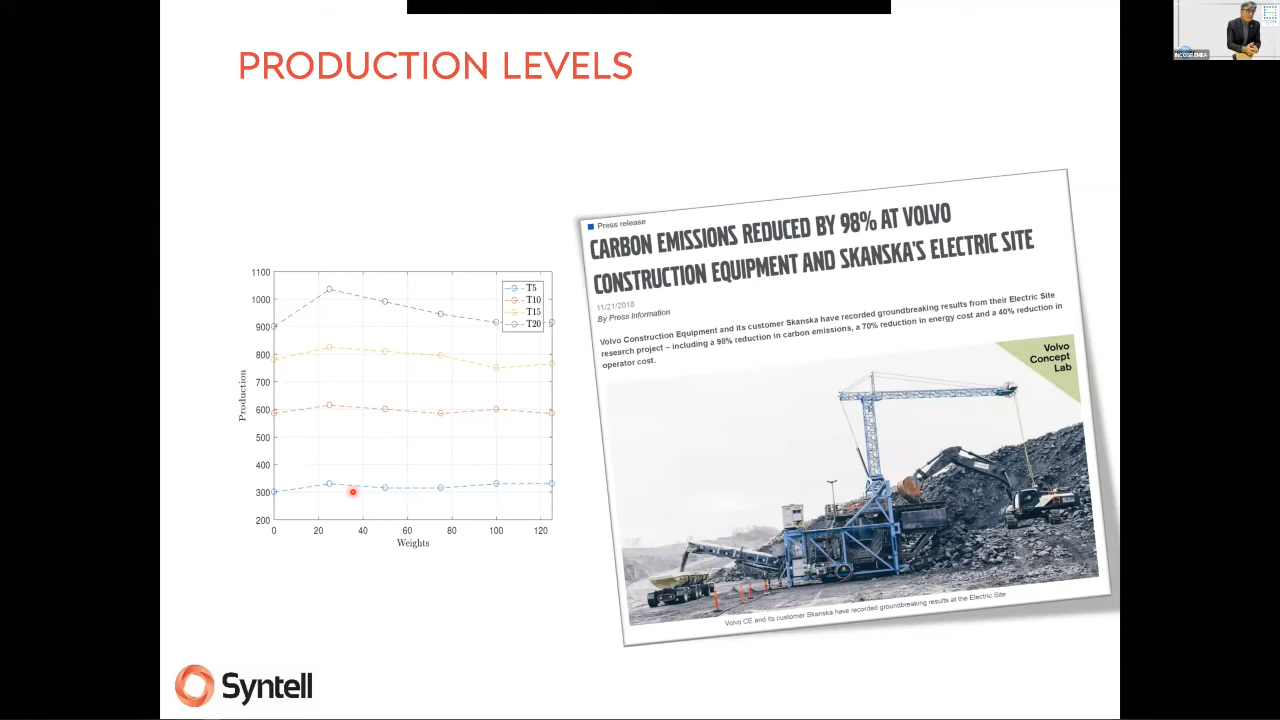 PRODUCTION LEVELS
INCOSE EMEA
Press release
CARBON EMISSIONS REDUCED BY 98% AT VOLVO
CONSTRUCTION EQUIPMENT AND SKANSKA'S ELECTRIC SITE
11/21/2018
By Press Information
Volvo Construction Equipment and its customer Skanska have recorded groundbreaking results from their Electric Site
research project – including a 98% reduction in carbon emissions, a 70% reduction in energy cost and a 40% reduction in
operator cost.
Volvo
Concept
Lab
Volvo CE and its customer Skanska have recorded groundbreaking results at the Electric Site.
1100
1000
900
800
700
600
500
400
300
200
Production
0
20
40
60
80
100
120
Weights
T5
T10
T15
T20
Syntell